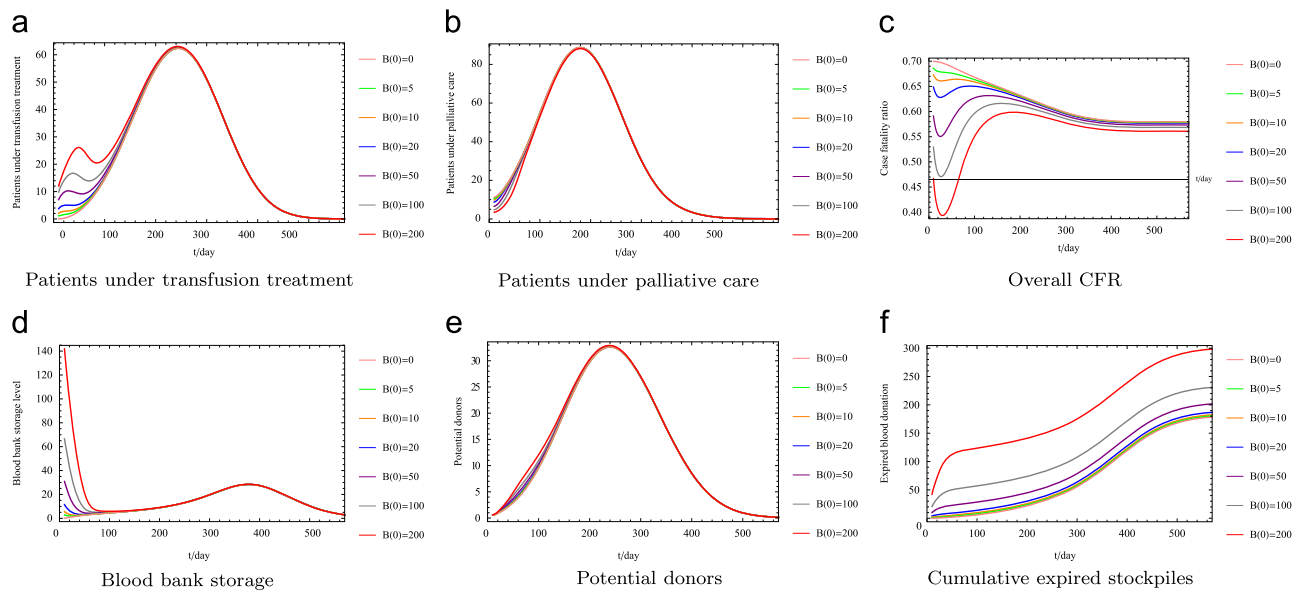 a
Patients under transfusion treatment
60
50
40
30
20
10
0
0 100 200 300 400 500
t/day
B(0)=0
B(0)=5
B(0)=10
B(0)=20
B(0)=50
B(0)=100
B(0)=200
Patients under transfusion treatment
b
Patients under palliative care
80
60
40
20
0
0 100 200 300 400 500
t/day
B(0)=0
B(0)=5
B(0)=10
B(0)=20
B(0)=50
B(0)=100
B(0)=200
Patients under palliative care
c
Case fatality ratio
0.70
0.65
0.60
0.55
0.50
0.45
0.40
t/day
0 100 200 300 400 500
t/day
B(0)=0
B(0)=5
B(0)=10
B(0)=20
B(0)=50
B(0)=100
B(0)=200
Overall CFR
d
Blood bank storage level
140
120
100
80
60
40
20
0
0 100 200 300 400 500
t/day
B(0)=0
B(0)=5
B(0)=10
B(0)=20
B(0)=50
B(0)=100
B(0)=200
Blood bank storage
e
Potential donors
30
25
20
15
10
5
0
0 100 200 300 400 500
t/day
B(0)=0
B(0)=5
B(0)=10
B(0)=20
B(0)=50
B(0)=100
B(0)=200
Potential donors
f
Expired blood donation
300
250
200
150
100
50
0
0 100 200 300 400 500
t/day
B(0)=0
B(0)=5
B(0)=10
B(0)=20
B(0)=50
B(0)=100
B(0)=200
Cumulative expired stockpiles